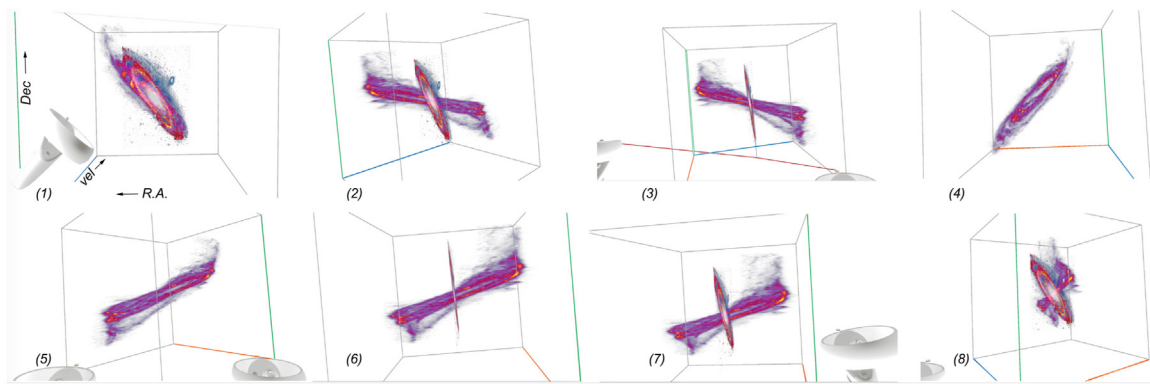 Dec →
vel →
← R.A.
(1)
(2)
(3)
(4)
(5)
(6)
(7)
(8)